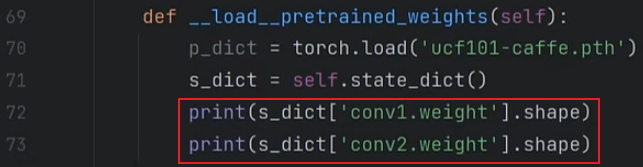 69 def __load__pretrained_weights(self):
70 p_dict = torch.load('ucf101-caffe.pth')
71 s_dict = self.state_dict()
72 print(s_dict['conv1.weight'].shape)
73 print(s_dict['conv2.weight'].shape)